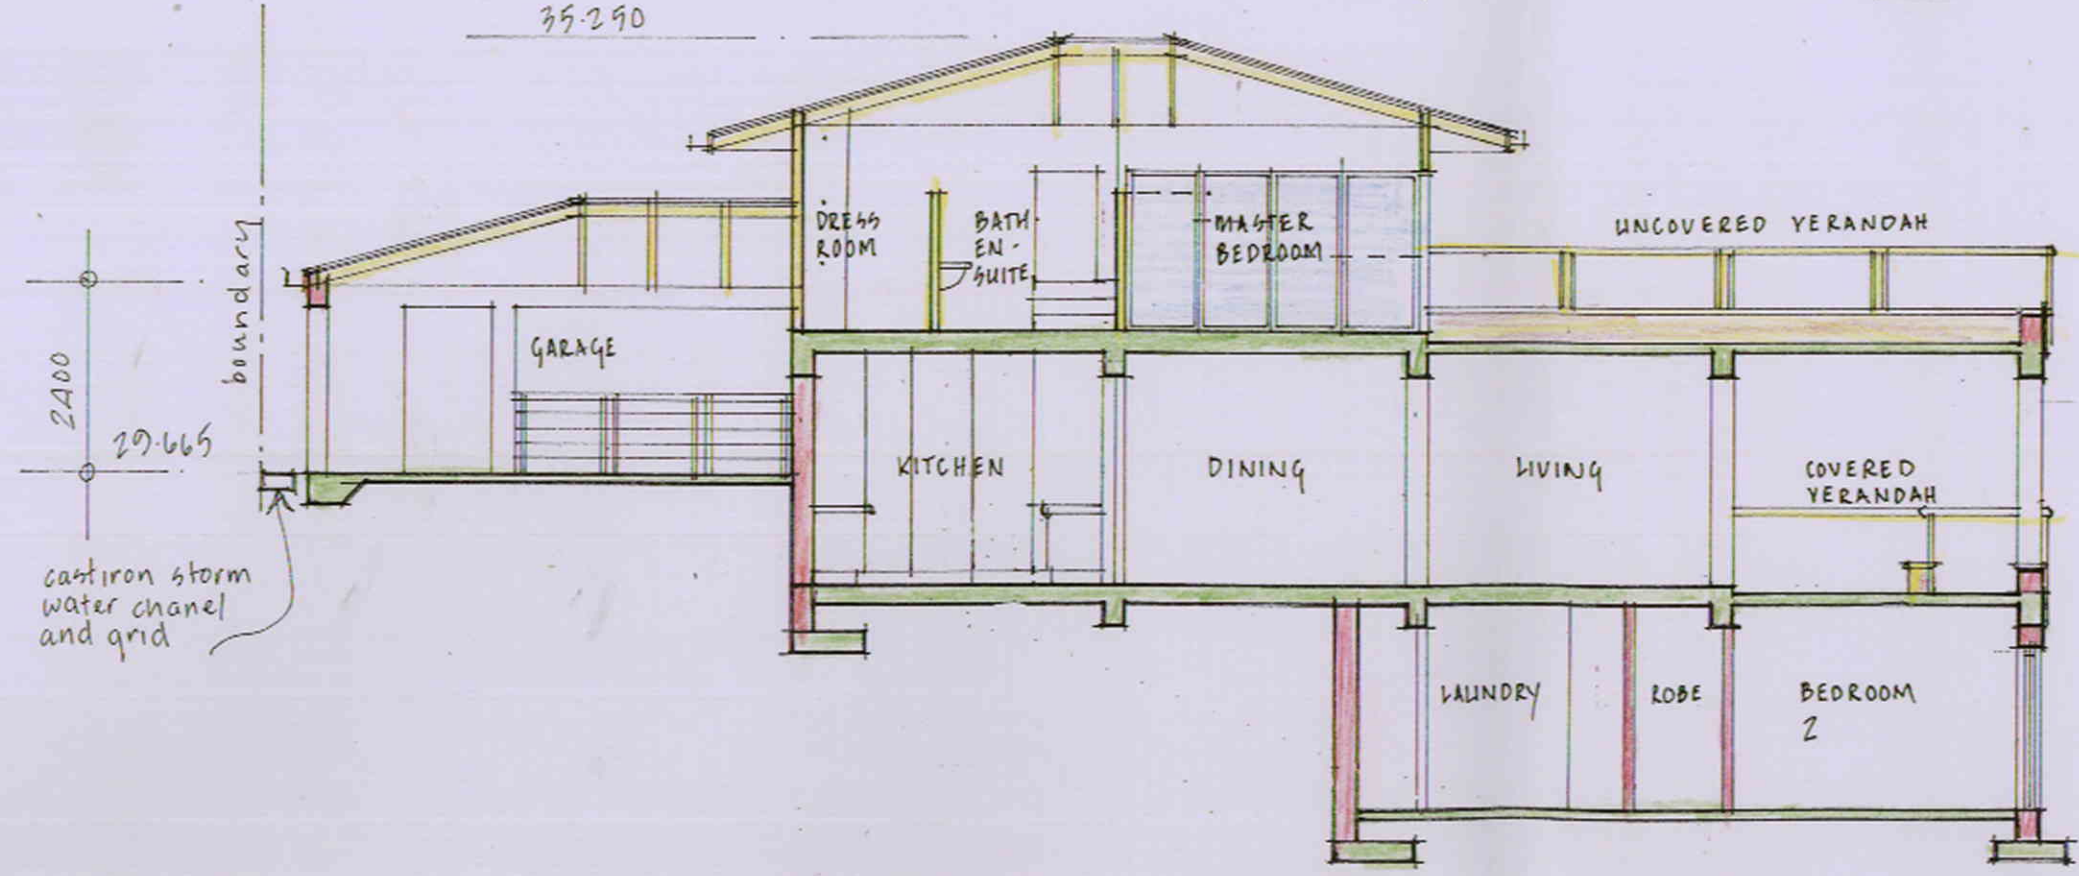 35·250
DRESS
ROOM
BATH
EN-
SUITE
MASTER
BEDROOM
UNCOVERED VERANDAH
boundary
GARAGE
2400
29·665
KITCHEN
DINING
LIVING
COVERED
VERANDAH
castiron storm
water chanel
and grid
LAUNDRY
ROBE
BEDROOM
2